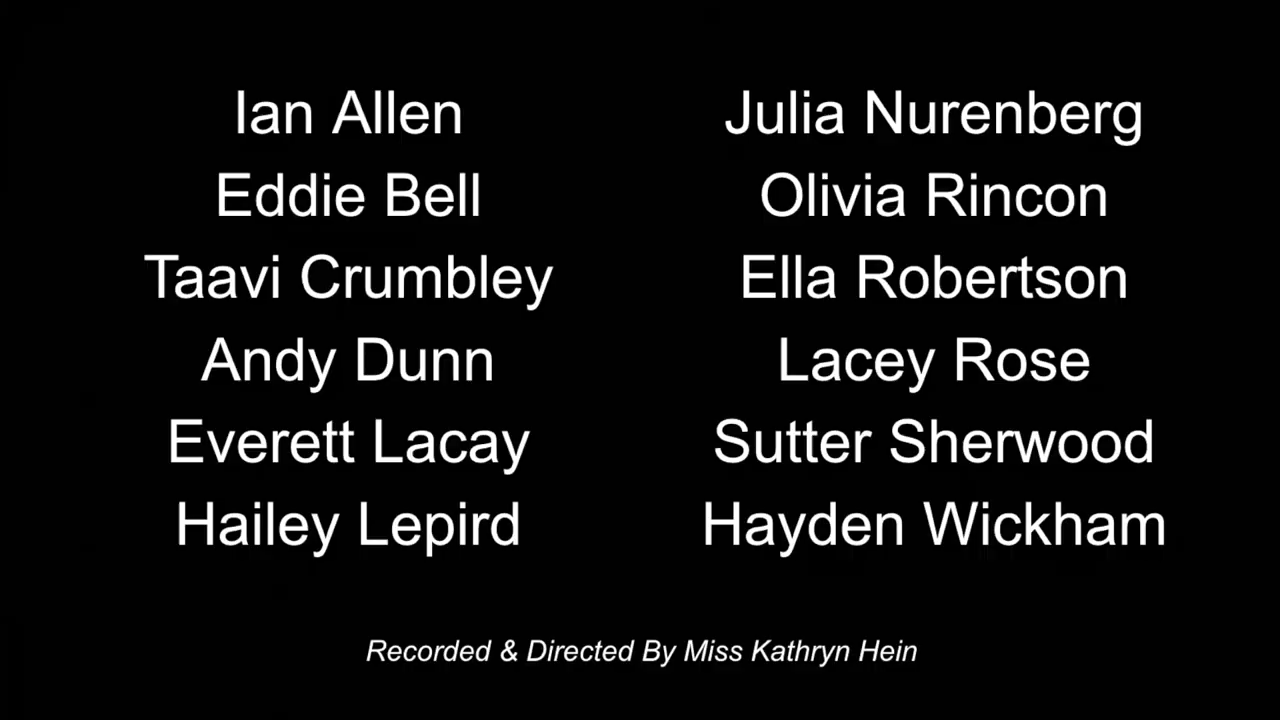 Ian Allen
Eddie Bell
Taavi Crumbley
Andy Dunn
Everett Lacay
Hailey Lepird
Julia Nurenberg
Olivia Rincon
Ella Robertson
Lacey Rose
Sutter Sherwood
Hayden Wickham
Recorded & Directed By Miss Kathryn Hein